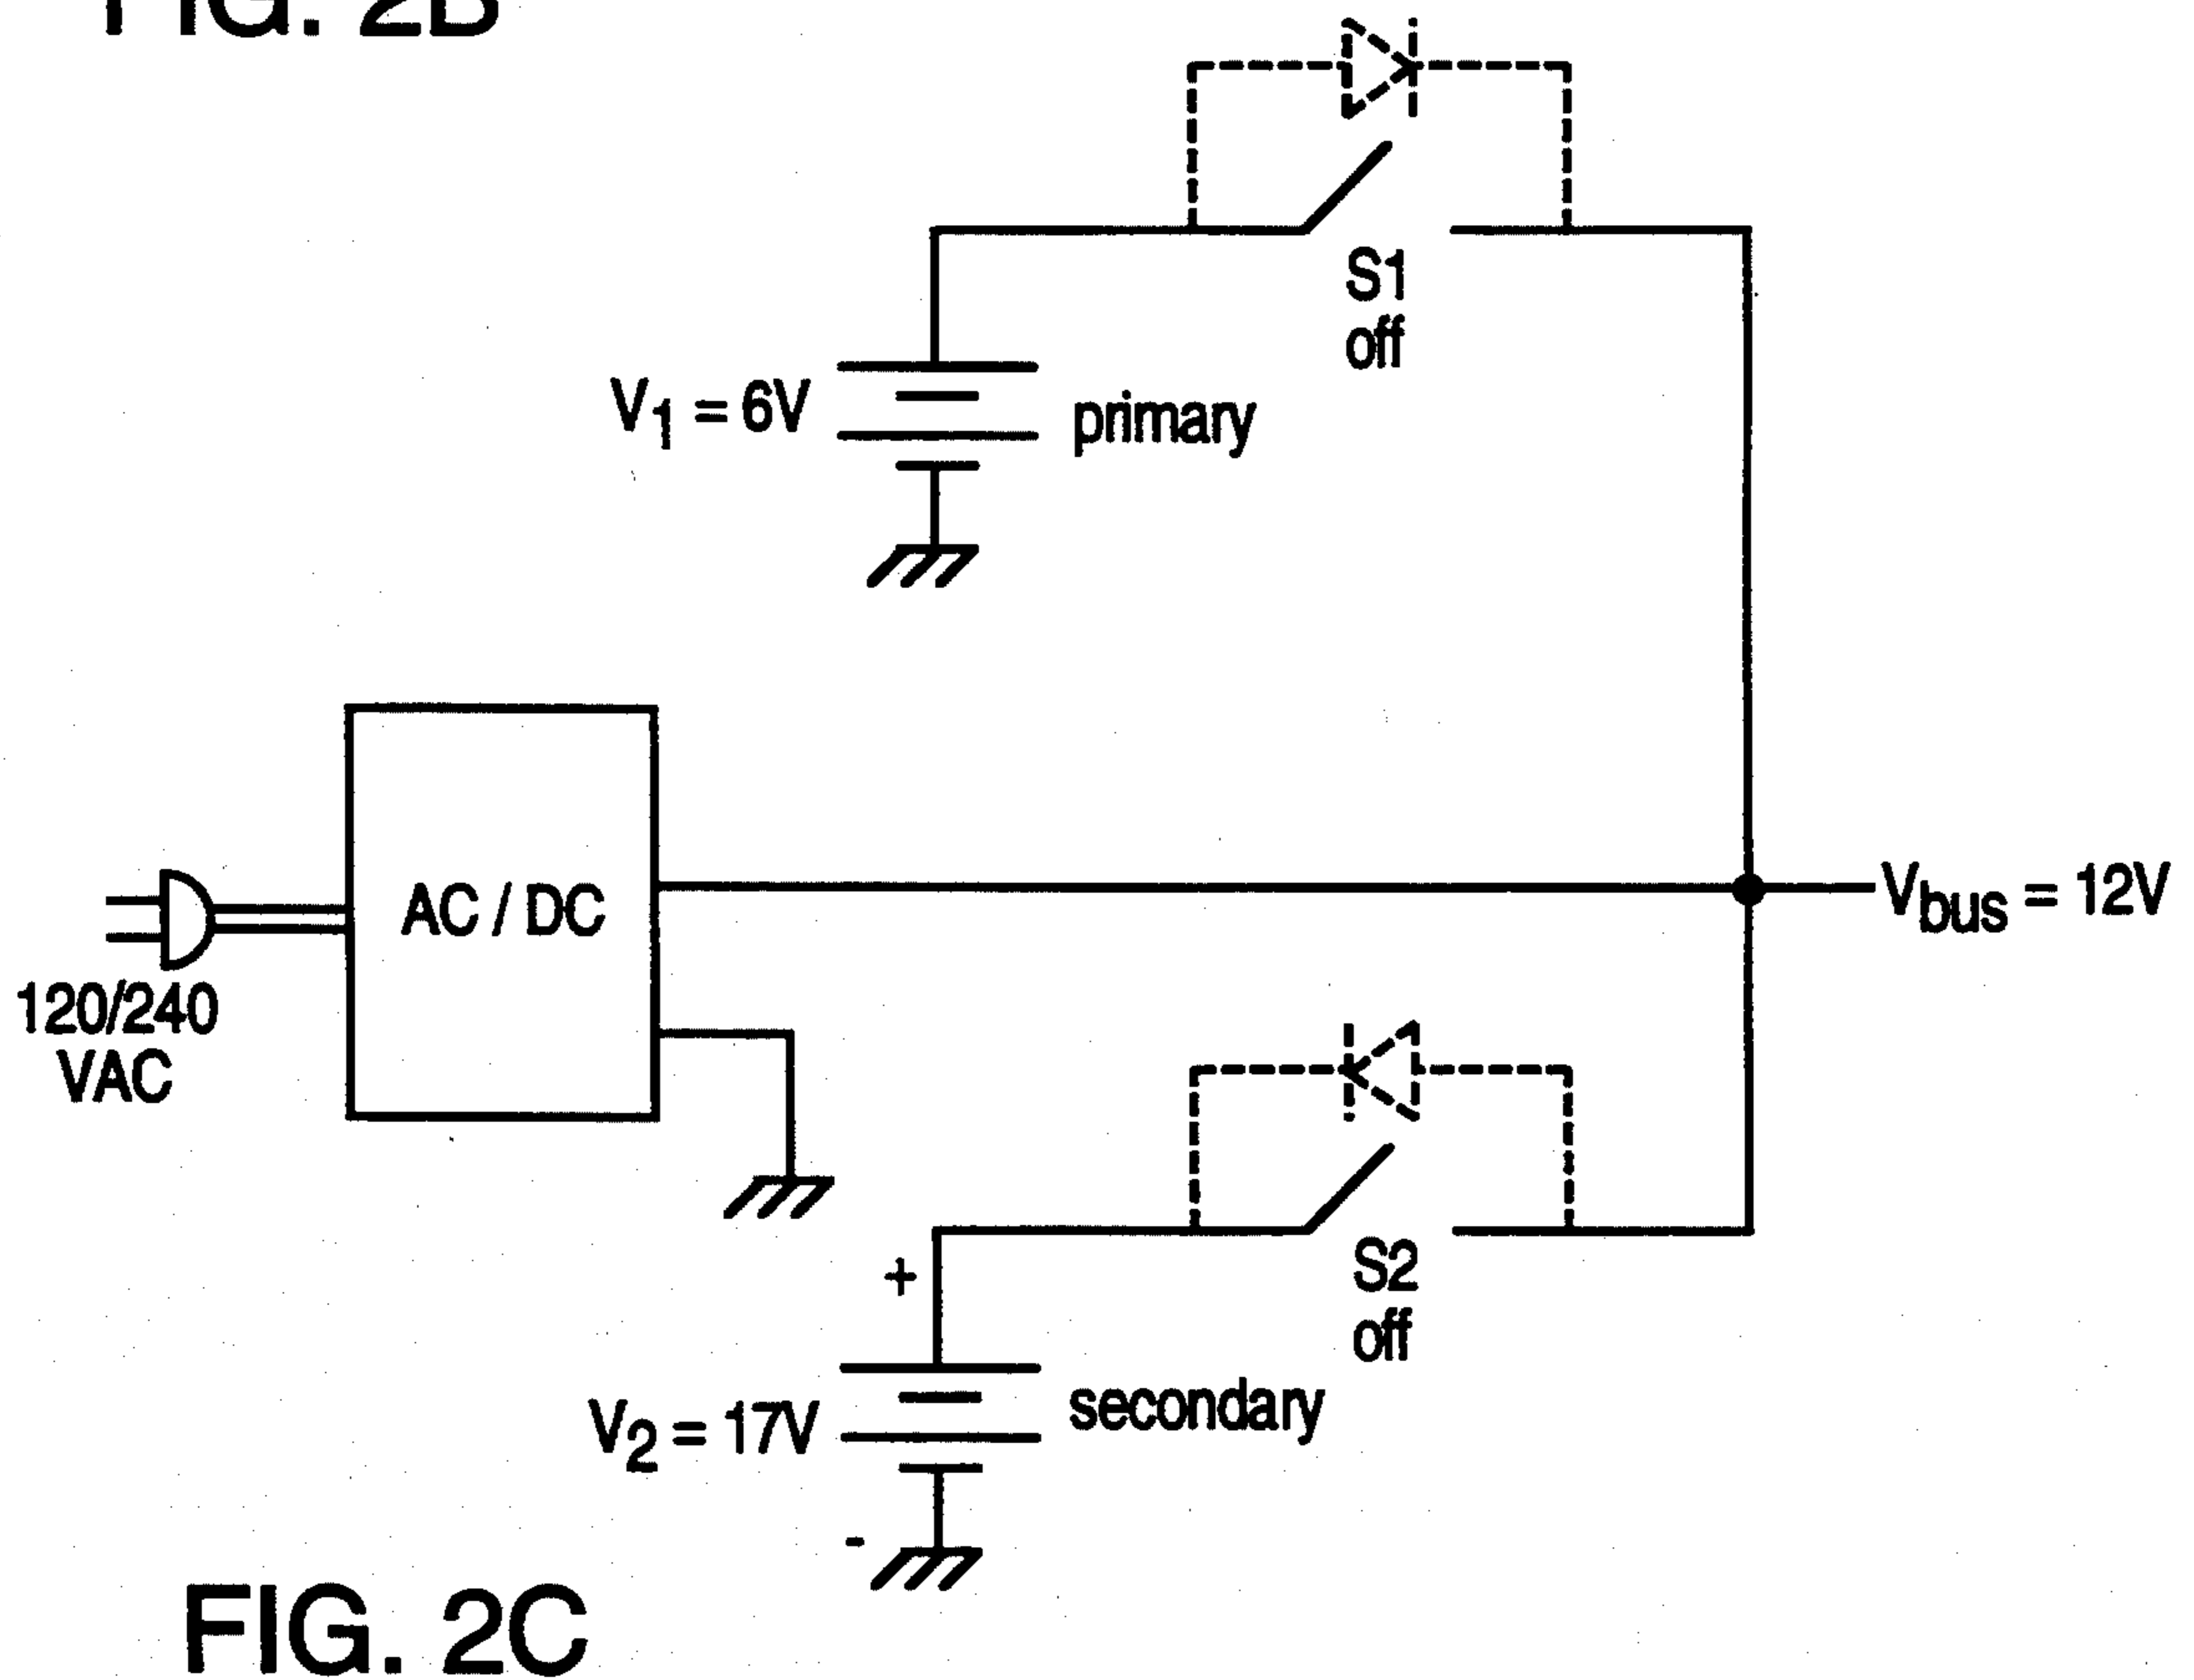 FIG. 2B
S1
off
V1 = 6V
primary
AC / DC
Vbus = 12V
120/240
VAC
S2
off
+
V2 = 17V
secondary
-
FIG. 2C